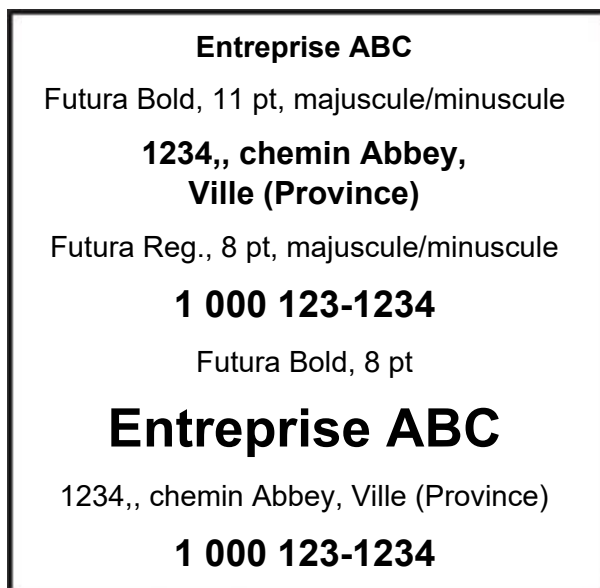 Entreprise ABC
Futura Bold, 11 pt, majuscule/minuscule
1234,, chemin Abbey,
Ville (Province)
Futura Reg., 8 pt, majuscule/minuscule
1 000 123-1234
Futura Bold, 8 pt
Entreprise ABC
1234,, chemin Abbey, Ville (Province)
1 000 123-1234